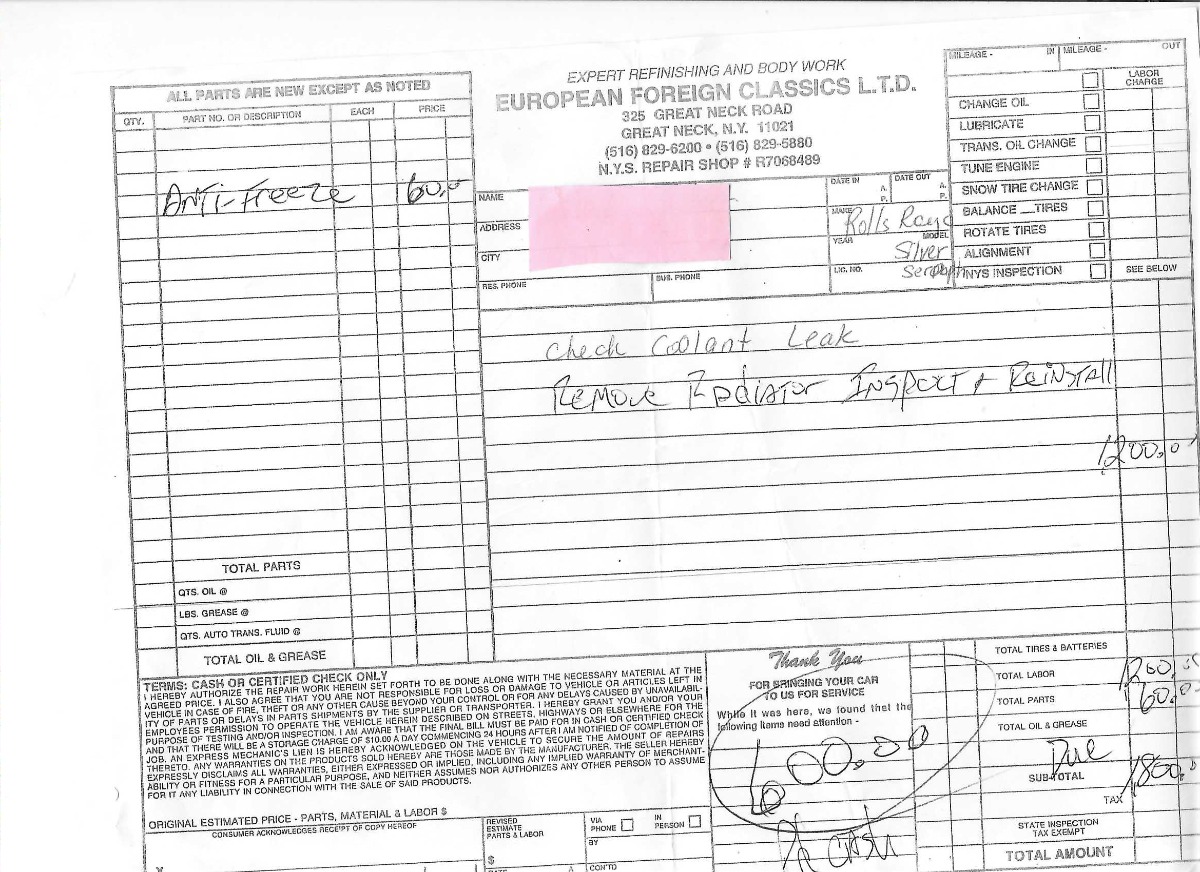 ALL PARTS ARE NEW EXCEPT AS NOTED
QTY. PART NO. OR DESCRIPTION EACH PRICE
ANTI-Freeze 60.0
TOTAL PARTS
QTS. OIL @
LBS. GREASE @
QTS. AUTO TRANS. FLUID @
TOTAL OIL & GREASE
EXPERT REFINISHING AND BODY WORK
EUROPEAN FOREIGN CLASSICS L.T.D.
325 GREAT NECK ROAD
GREAT NECK, N.Y. 11021
(516) 829-6200 • (516) 829-5880
N.Y.S. REPAIR SHOP # R7068489
NAME
ADDRESS
CITY
RES. PHONE BUS. PHONE
DATE IN A. P. DATE OUT A. P.
MAKE Rolls Royc
YEAR MODEL Silver
LIC. NO. Seraph
MILEAGE - IN MILEAGE - OUT
LABOR CHARGE
CHANGE OIL
LUBRICATE
TRANS. OIL CHANGE
TUNE ENGINE
SNOW TIRE CHANGE
BALANCE __TIRES
ROTATE TIRES
ALIGNMENT
NYS INSPECTION SEE BELOW
Check Coolant Leak
Remove Radiator Inspect + Reinstall
1200.0
TERMS: CASH OR CERTIFIED CHECK ONLY
I HEREBY AUTHORIZE THE REPAIR WORK HEREIN SET FORTH TO BE DONE ALONG WITH THE NECESSARY MATERIAL AT THE
AGREED PRICE. I ALSO AGREE THAT YOU ARE NOT RESPONSIBLE FOR LOSS OR DAMAGE TO VEHICLE OR ARTICLES LEFT IN
VEHICLE IN CASE OF FIRE, THEFT OR ANY OTHER CAUSE BEYOND YOUR CONTROL OR FOR ANY DELAYS CAUSED BY UNAVAILABIL-
ITY OF PARTS OR DELAYS IN PARTS SHIPMENTS BY THE SUPPLIER OR TRANSPORTER. I HEREBY GRANT YOU AND/OR YOUR
EMPLOYEES PERMISSION TO OPERATE THE VEHICLE HEREIN DESCRIBED ON STREETS, HIGHWAYS OR ELSEWHERE FOR THE
PURPOSE OF TESTING AND/OR INSPECTION. I AM AWARE THAT THE FINAL BILL MUST BE PAID FOR IN CASH OR CERTIFIED CHECK
AND THAT THERE WILL BE A STORAGE CHARGE OF $10.00 A DAY COMMENCING 24 HOURS AFTER I AM NOTIFIED OF COMPLETION OF
JOB. AN EXPRESS MECHANIC'S LIEN IS HEREBY ACKNOWLEDGED ON THE VEHICLE TO SECURE THE AMOUNT OF REPAIRS
THERETO. ANY WARRANTIES ON THE PRODUCTS SOLD HEREBY ARE THOSE MADE BY THE MANUFACTURER. THE SELLER HEREBY
EXPRESSLY DISCLAIMS ALL WARRANTIES, EITHER EXPRESSED OR IMPLIED, INCLUDING ANY IMPLIED WARRANTY OF MERCHANT-
ABILITY OR FITNESS FOR A PARTICULAR PURPOSE, AND NEITHER ASSUMES NOR AUTHORIZES ANY OTHER PERSON TO ASSUME
FOR IT ANY LIABILITY IN CONNECTION WITH THE SALE OF SAID PRODUCTS.
ORIGINAL ESTIMATED PRICE - PARTS, MATERIAL & LABOR $
CONSUMER ACKNOWLEDGES RECEIPT OF COPY HEREOF
X
REVISED ESTIMATE PARTS & LABOR
$
DATE A.
VIA PHONE IN PERSON
BY
CONT'D
Thank You
FOR BRINGING YOUR CAR
TO US FOR SERVICE
While it was here, we found that the
following items need attention -
600.00
CASH
TOTAL TIRES & BATTERIES
TOTAL LABOR
TOTAL PARTS 60.0
TOTAL OIL & GREASE
Due
SUB-TOTAL 1800.0
TAX
STATE INSPECTION
TAX EXEMPT
TOTAL AMOUNT